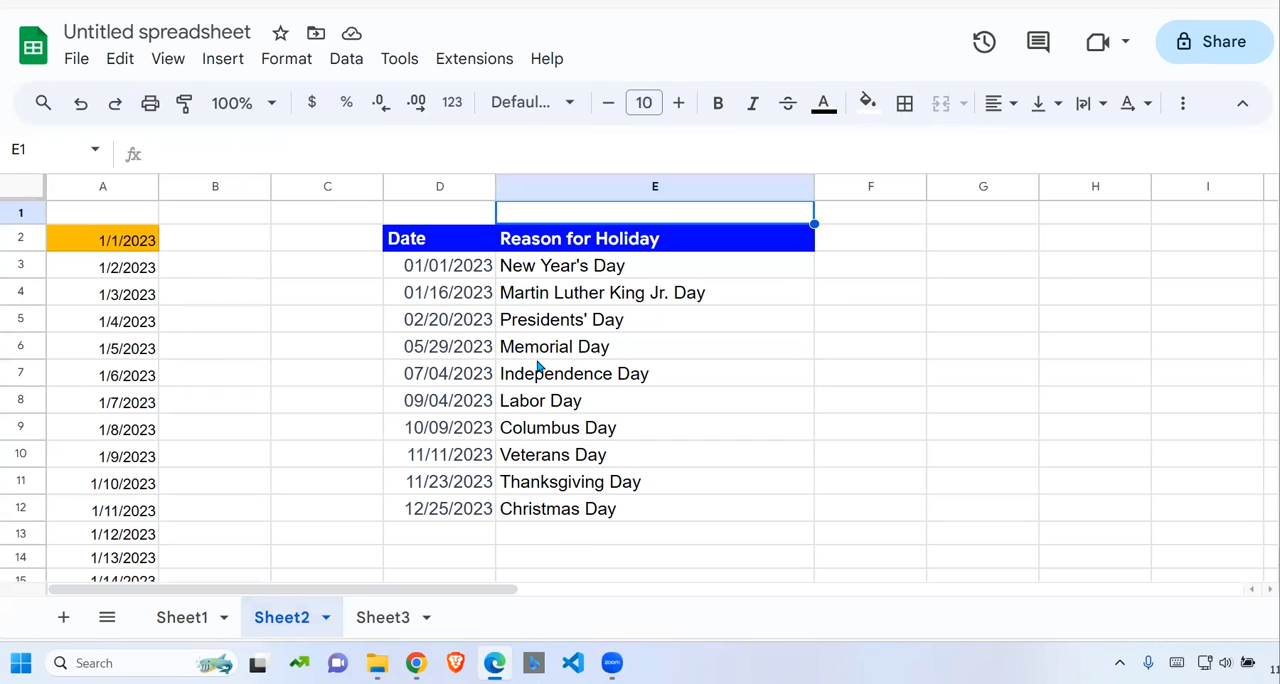 Untitled spreadsheet
File Edit View Insert Format Data Tools Extensions Help
Share
100% $ % .0 .00 123 Defaul... 10 B I A A
E1 fx
A B C D E F G H I
1
2 1/1/2023 Date Reason for Holiday
3 1/2/2023 01/01/2023 New Year's Day
4 1/3/2023 01/16/2023 Martin Luther King Jr. Day
5 1/4/2023 02/20/2023 Presidents' Day
6 1/5/2023 05/29/2023 Memorial Day
7 1/6/2023 07/04/2023 Independence Day
8 1/7/2023 09/04/2023 Labor Day
9 1/8/2023 10/09/2023 Columbus Day
10 1/9/2023 11/11/2023 Veterans Day
11 1/10/2023 11/23/2023 Thanksgiving Day
12 1/11/2023 12/25/2023 Christmas Day
13 1/12/2023
14 1/13/2023
15 1/14/2023
Sheet1 Sheet2 Sheet3
Search zoom